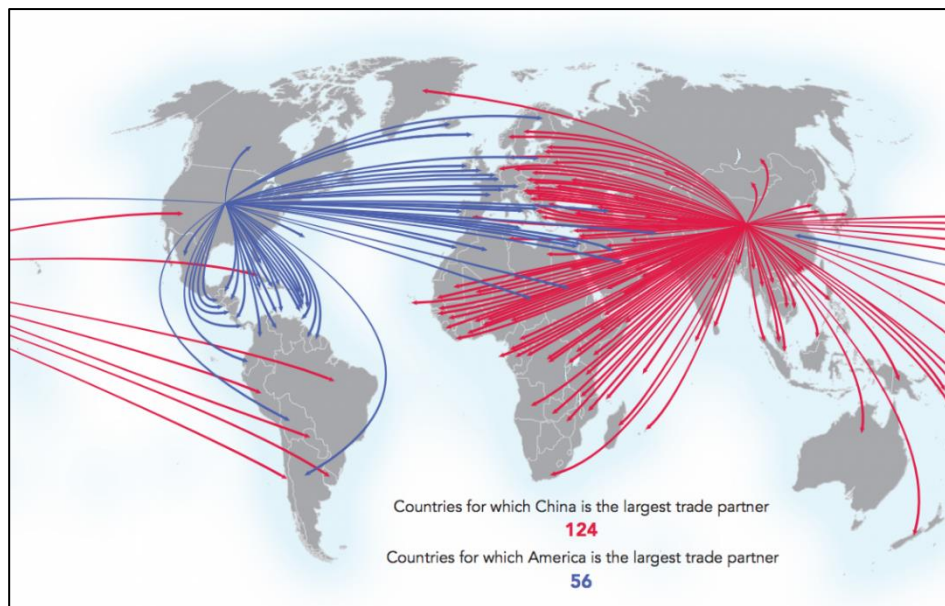 Countries for which China is the largest trade partner
124
Countries for which America is the largest trade partner
56